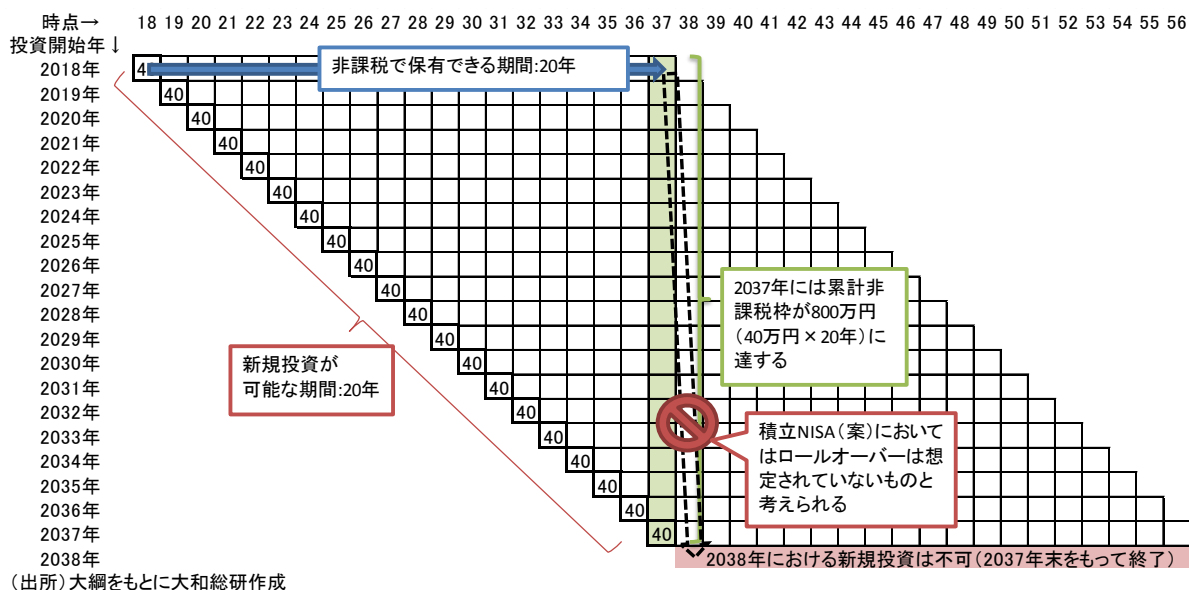 時点→ 18 19 20 21 22 23 24 25 26 27 28 29 30 31 32 33 34 35 36 37 38 39 40 41 42 43 44 45 46 47 48 49 50 51 52 53 54 55 56
投資開始年↓
2018年 4 非課税で保有できる期間:20年
2019年 40
2020年 40
2021年 40
2022年 40
2023年 40
2024年 40
2025年 40
2026年 40
2027年 40
2028年 40
2029年 40
2030年 40
2031年 40
2032年 40
2033年 40
2034年 40
2035年 40
2036年 40
2037年 40
2038年 2038年における新規投資は不可(2037年末をもって終了)
新規投資が
可能な期間:20年
2037年には累計非
課税枠が800万円
(40万円×20年)に
達する
積立NISA(案)において
はロールオーバーは想
定されていないものと
考えられる
(出所)大綱をもとに大和総研作成